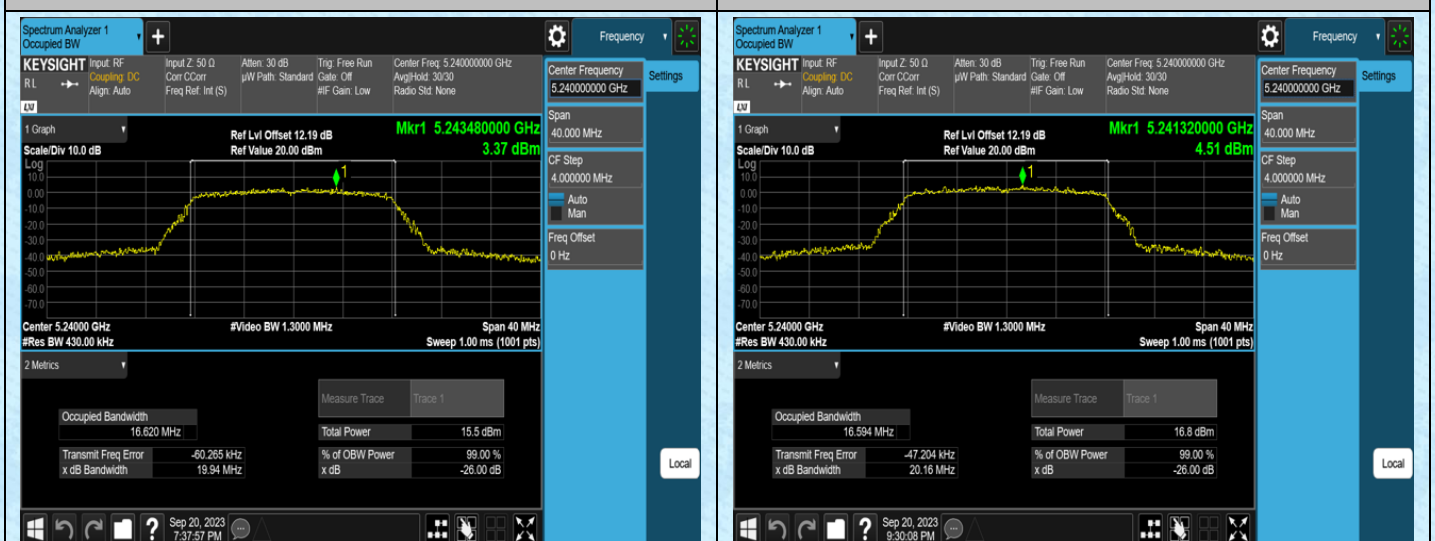 Spectrum Analyzer 1
Occupied BW
+
Frequency
KEYSIGHT
R L
LXI
Input: RF
Coupling: DC
Align: Auto
Input Z: 50 Ω
Corr CCorr
Freq Ref: Int (S)
Atten: 30 dB
µW Path: Standard
Trig: Free Run
Gate: Off
#IF Gain: Low
Center Freq: 5.240000000 GHz
Avg|Hold: 30/30
Radio Std: None
Center Frequency
5.240000000 GHz
Settings
Span
40.000 MHz
CF Step
4.000000 MHz
Auto
Man
Freq Offset
0 Hz
Local
1 Graph
Scale/Div 10.0 dB
Ref Lvl Offset 12.19 dB
Ref Value 20.00 dBm
Mkr1 5.243480000 GHz
3.37 dBm
Log
10.0
0.00
-10.0
-20.0
-30.0
-40.0
-50.0
-60.0
-70.0
1
Center 5.24000 GHz
#Res BW 430.00 kHz
#Video BW 1.3000 MHz
Span 40 MHz
Sweep 1.00 ms (1001 pts)
2 Metrics
Measure Trace Trace 1
Occupied Bandwidth
16.620 MHz
Total Power 15.5 dBm
Transmit Freq Error -60.265 kHz
% of OBW Power 99.00 %
x dB Bandwidth 19.94 MHz
x dB -26.00 dB
?
Sep 20, 2023
7:37:57 PM
Spectrum Analyzer 1
Occupied BW
+
Frequency
KEYSIGHT
R L
LXI
Input: RF
Coupling: DC
Align: Auto
Input Z: 50 Ω
Corr CCorr
Freq Ref: Int (S)
Atten: 30 dB
µW Path: Standard
Trig: Free Run
Gate: Off
#IF Gain: Low
Center Freq: 5.240000000 GHz
Avg|Hold: 30/30
Radio Std: None
Center Frequency
5.240000000 GHz
Settings
Span
40.000 MHz
CF Step
4.000000 MHz
Auto
Man
Freq Offset
0 Hz
Local
1 Graph
Scale/Div 10.0 dB
Ref Lvl Offset 12.19 dB
Ref Value 20.00 dBm
Mkr1 5.241320000 GHz
4.51 dBm
Log
10.0
0.00
-10.0
-20.0
-30.0
-40.0
-50.0
-60.0
-70.0
1
Center 5.24000 GHz
#Res BW 430.00 kHz
#Video BW 1.3000 MHz
Span 40 MHz
Sweep 1.00 ms (1001 pts)
2 Metrics
Measure Trace Trace 1
Occupied Bandwidth
16.594 MHz
Total Power 16.8 dBm
Transmit Freq Error -47.204 kHz
% of OBW Power 99.00 %
x dB Bandwidth 20.16 MHz
x dB -26.00 dB
?
Sep 20, 2023
9:30:08 PM